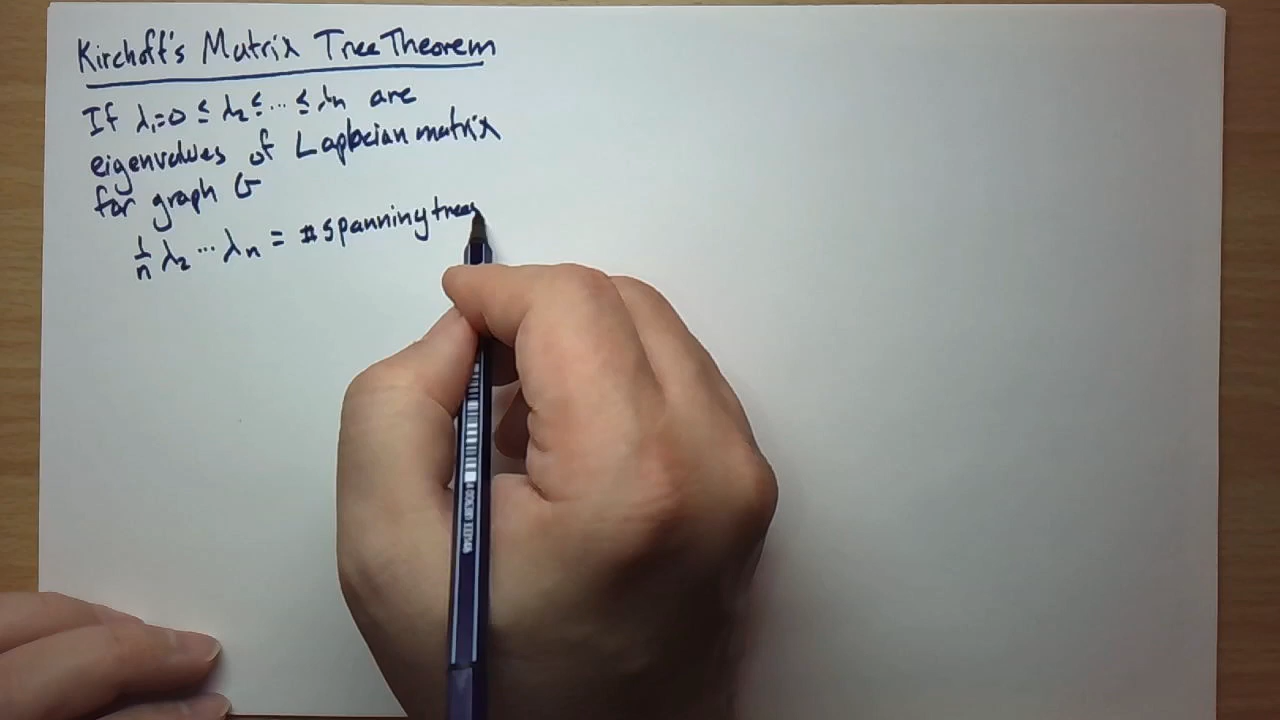 Kirchoff's Matrix Tree Theorem
If λ₁=0 ≤ λ₂ ≤ ... ≤ λn are
eigenvalues of Laplacian matrix
for graph G
1/n λ₂ ... λn = #spanning trees